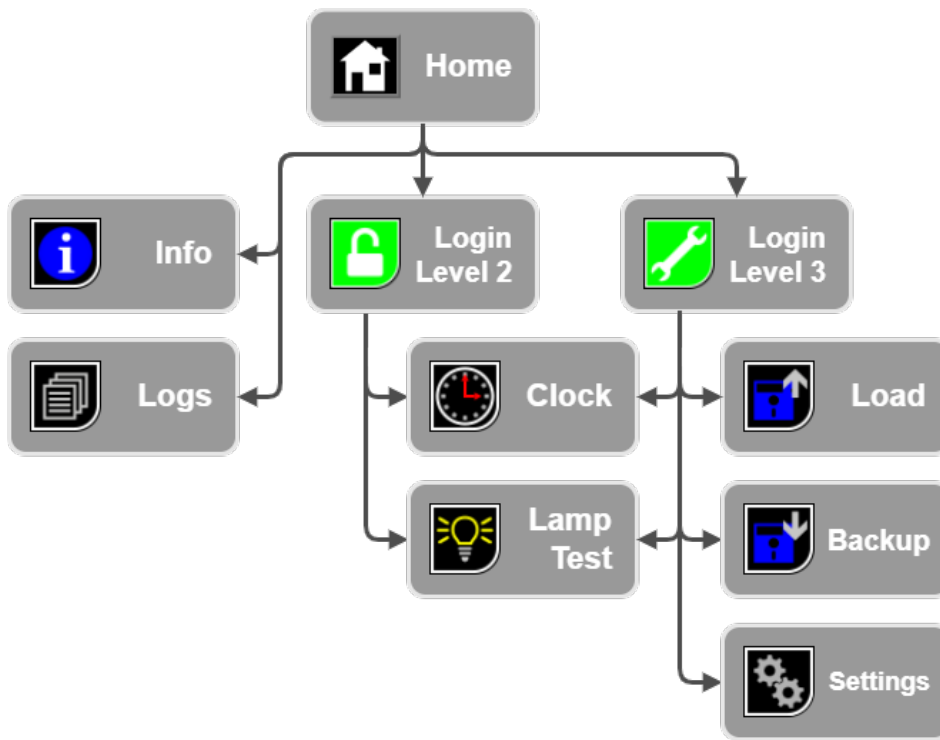 Home
Info
Login
Level 2
Login
Level 3
Logs
Clock
Load
Lamp
Test
Backup
Settings